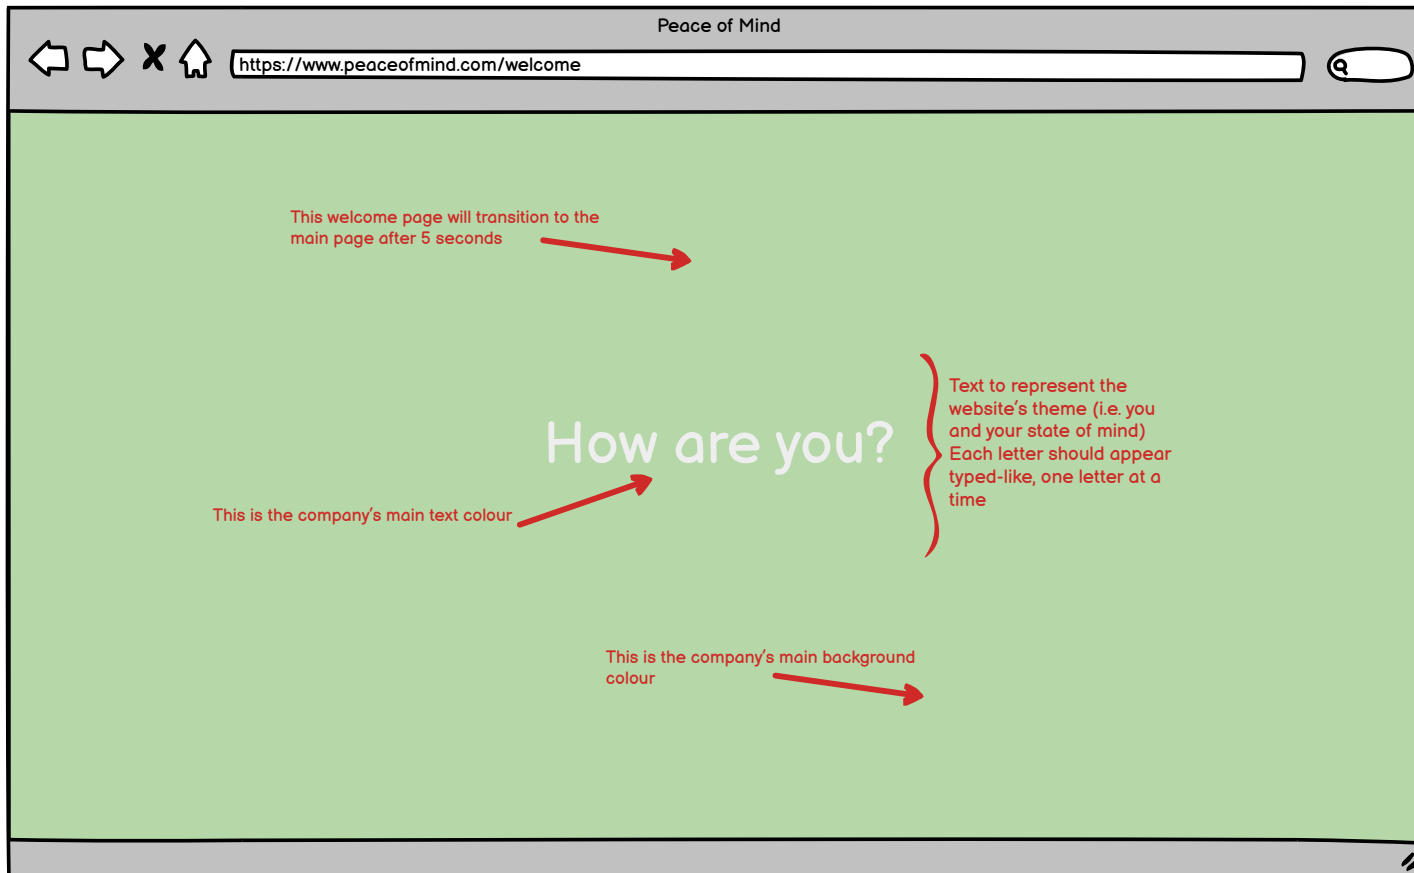 Peace of Mind
https://www.peaceofmind.com/welcome
This welcome page will transition to the
main page after 5 seconds
Text to represent the
website's theme (i.e. you
and your state of mind)
Each letter should appear
typed-like, one letter at a
time
How are you?
This is the company's main text colour
This is the company's main background
colour